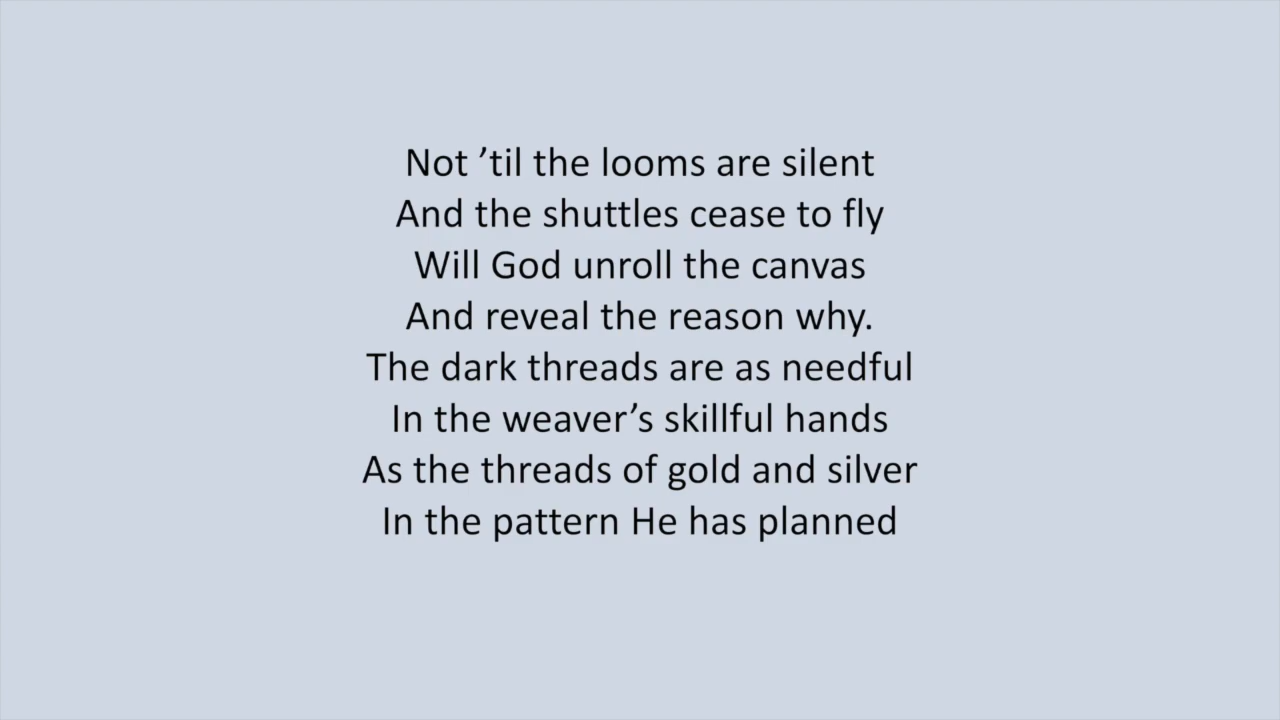 Not ’til the looms are silent
And the shuttles cease to fly
Will God unroll the canvas
And reveal the reason why.
The dark threads are as needful
In the weaver’s skillful hands
As the threads of gold and silver
In the pattern He has planned